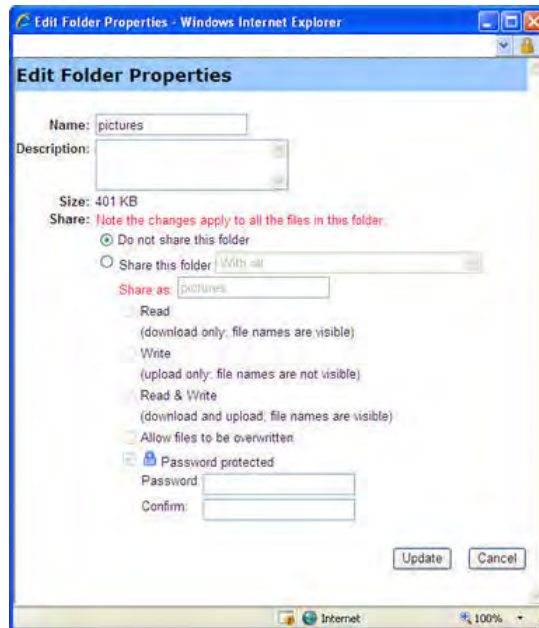 Edit Folder Properties - Windows Internet Explorer
Edit Folder Properties
Name: pictures
Description:
Size: 401 KB
Share: Note the changes apply to all the files in this folder.
Do not share this folder
Share this folder With all
Share as: pictures
Read
(download only; file names are visible)
Write
(upload only; file names are not visible)
Read & Write
(download and upload; file names are visible)
Allow files to be overwritten
Password protected
Password:
Confirm:
Update Cancel
Internet 100%